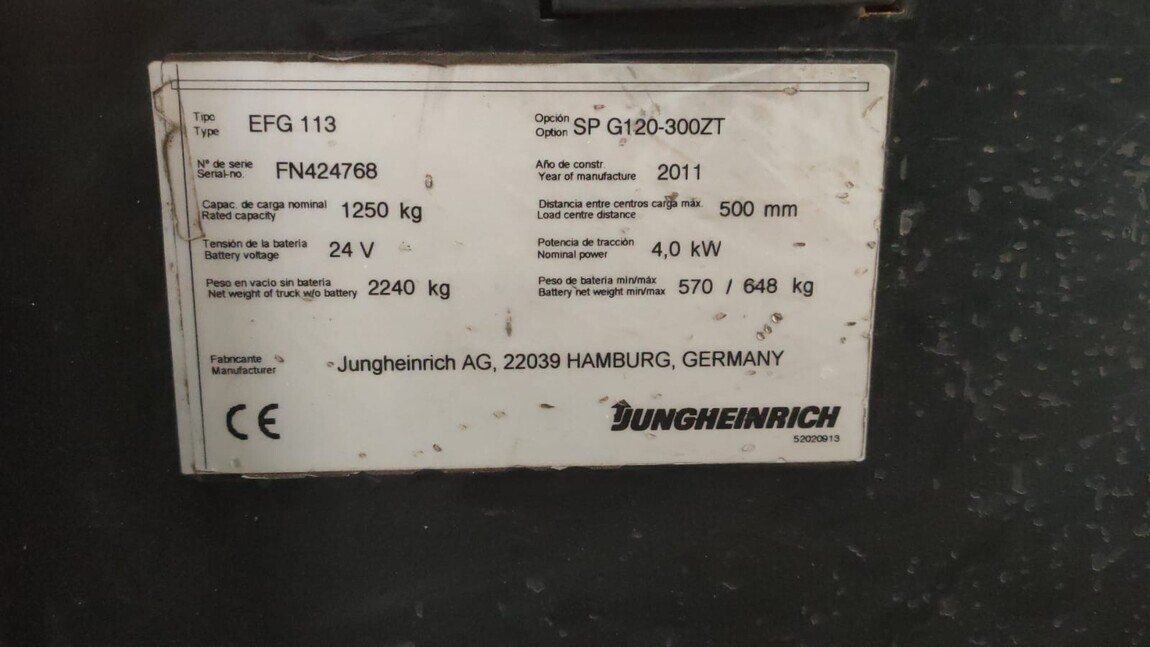 Tipo
Type EFG 113
Opción
Option SP G120-300ZT
Nº de serie
Serial-no. FN424768
Año de constr.
Year of manufacture 2011
Capac. de carga nominal
Rated capacity 1250 kg
Distancia entre centros carga máx.
Load centre distance 500 mm
Tensión de la bateria
Battery voltage 24 V
Potencia de tracción
Nominal power 4,0 kW
Peso en vacio sin bateria
Net weight of truck w/o battery 2240 kg
Peso de bateria min/máx
Battery net weight min/max 570 / 648 kg
Fabricante
Manufacturer Jungheinrich AG, 22039 HAMBURG, GERMANY
CE
JUNGHEINRICH
52020913